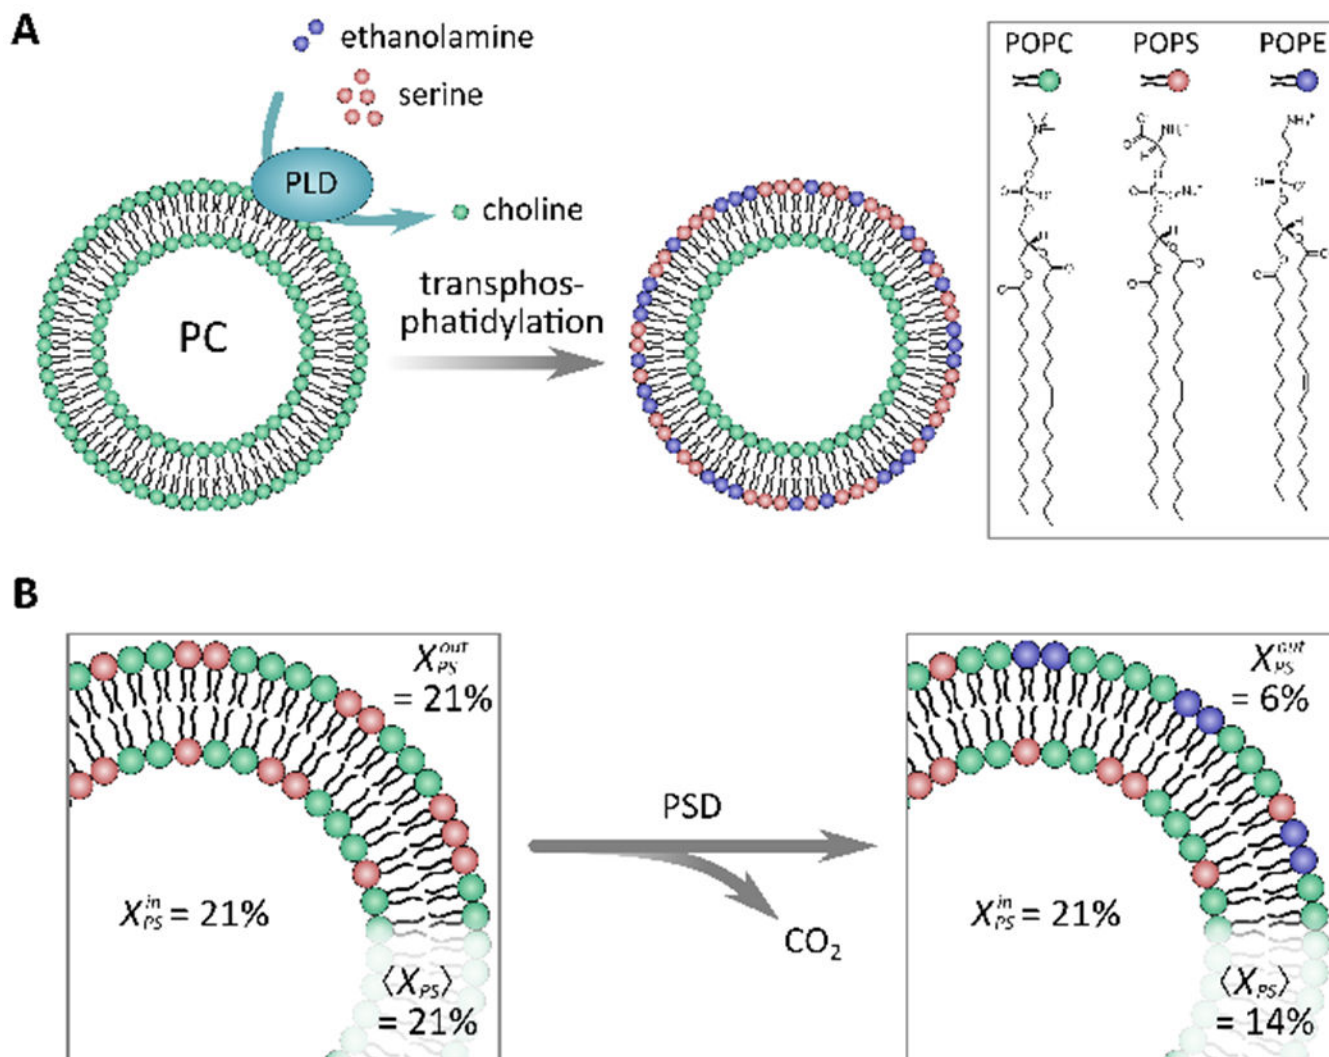 A
ethanolamine
serine
PLD
choline
PC
transphos-
phatidylation
POPC POPS POPE
B
X_PS^out
= 21%
X_PS^in = 21%
⟨X_PS⟩
= 21%
PSD
CO₂
X_PS^out
= 6%
X_PS^in = 21%
⟨X_PS⟩
= 14%